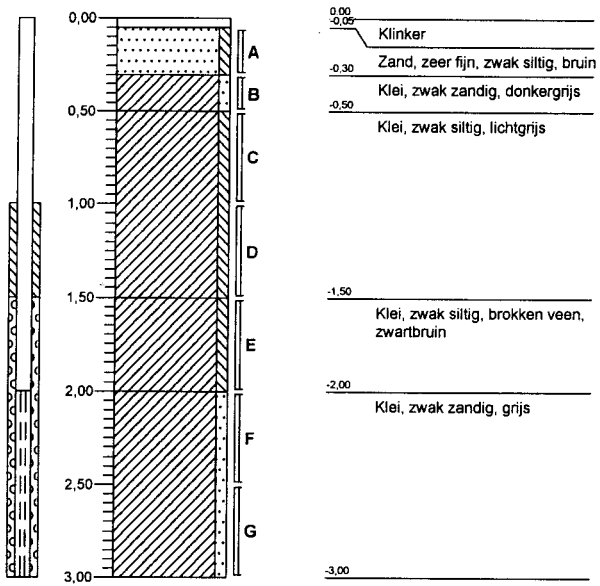 0,00
0,50
1,00
1,50
2,00
2,50
3,00
A
B
C
D
E
F
G
0.00
-0,05
Klinker
Zand, zeer fijn, zwak siltig, bruin
-0,30
Klei, zwak zandig, donkergrijs
-0,50
Klei, zwak siltig, lichtgrijs
-1,50
Klei, zwak siltig, brokken veen,
zwartbruin
-2,00
Klei, zwak zandig, grijs
-3,00